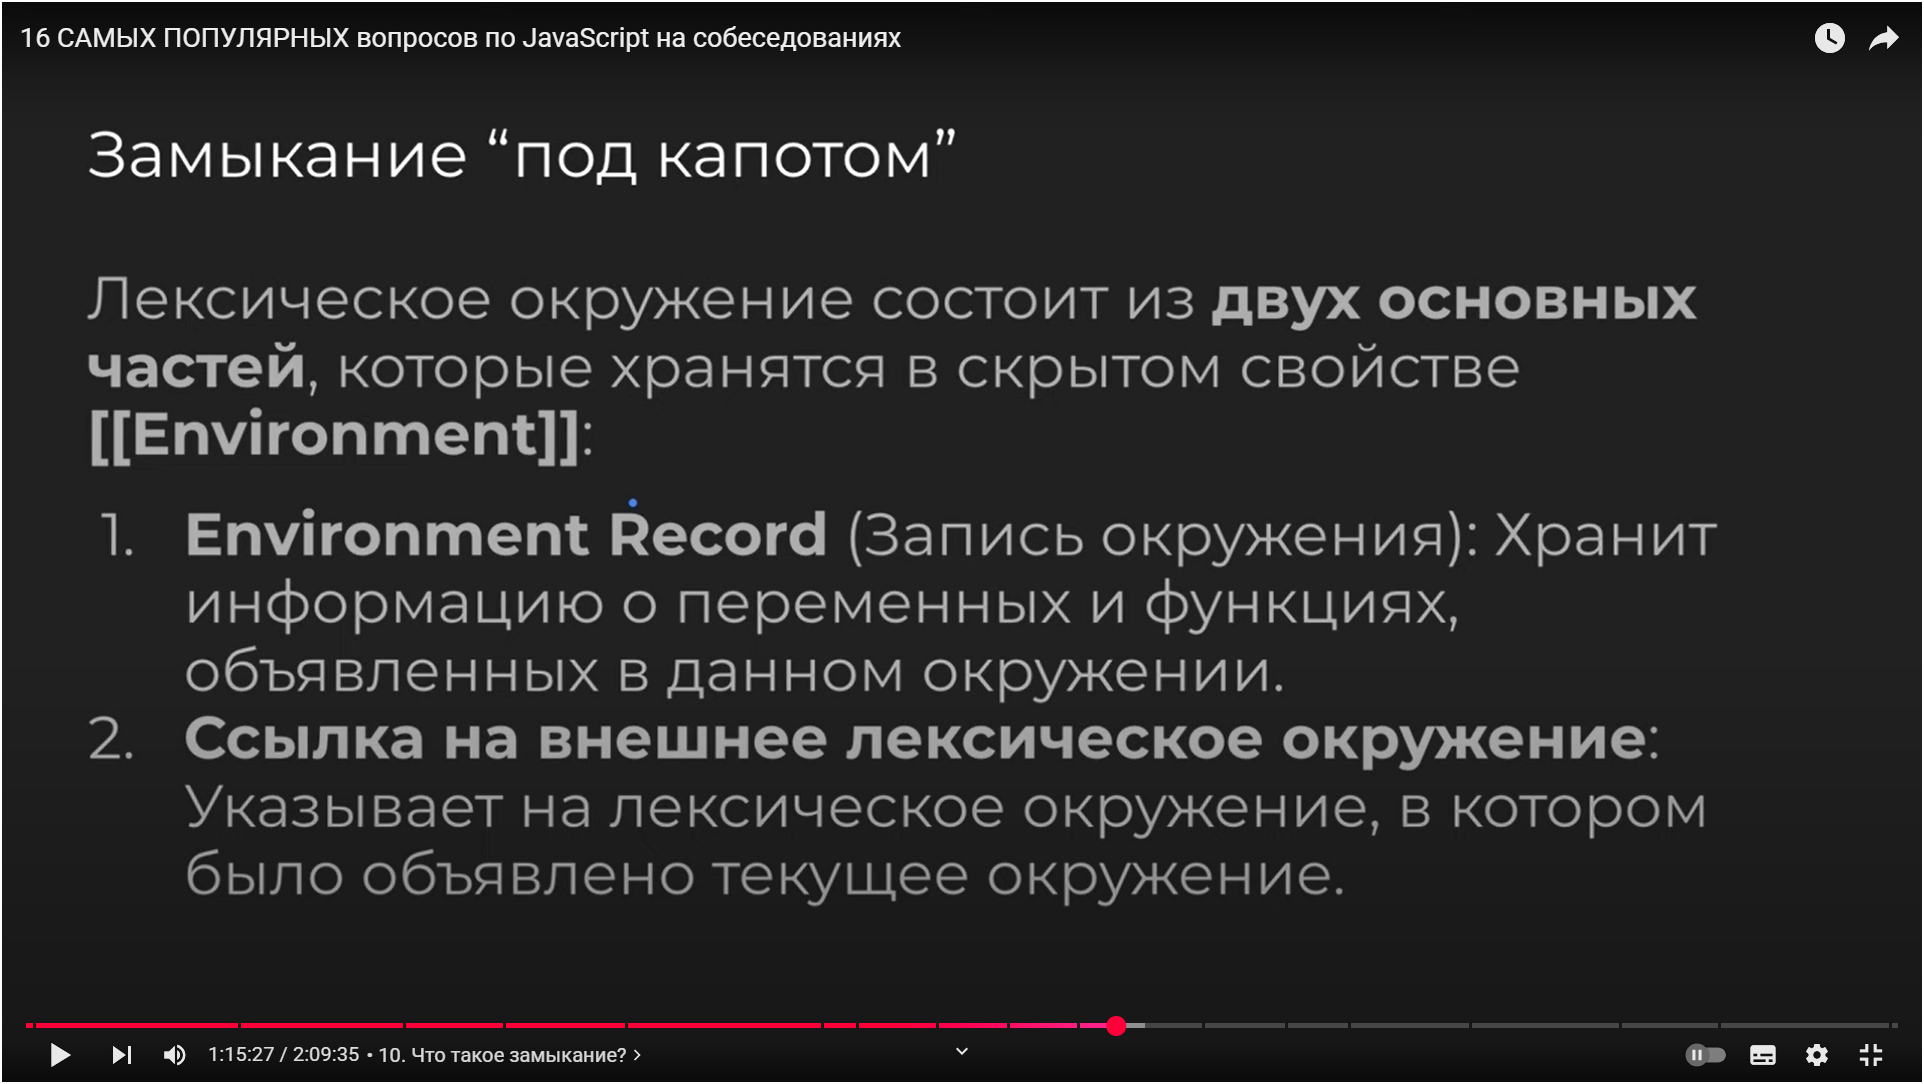 16 САМЫХ ПОПУЛЯРНЫХ вопросов по JavaScript на собеседованиях
Замыкание “под капотом”
Лексическое окружение состоит из двух основных
частей, которые хранятся в скрытом свойстве
[[Environment]]:
1. Environment Record (Запись окружения): Хранит
информацию о переменных и функциях,
объявленных в данном окружении.
2. Ссылка на внешнее лексическое окружение:
Указывает на лексическое окружение, в котором
было объявлено текущее окружение.
1:15:27 / 2:09:35 • 10. Что такое замыкание? ›